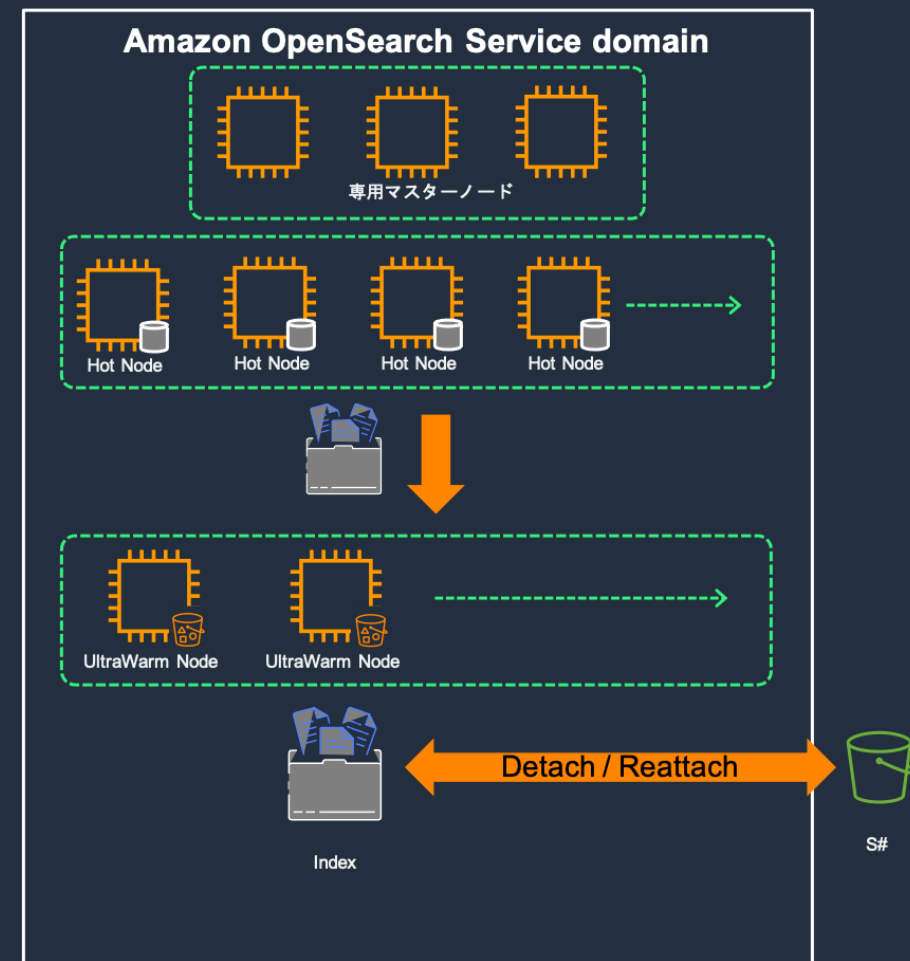 Amazon OpenSearch Service domain
専用マスターノード
Hot Node
Hot Node
Hot Node
Hot Node
UltraWarm Node
UltraWarm Node
Detach / Reattach
S#
Index